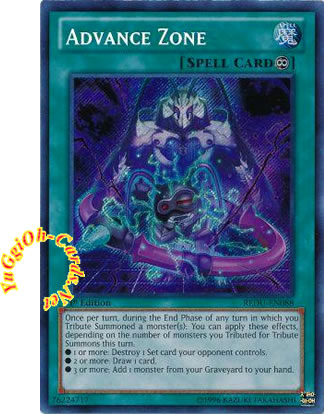 ADVANCE ZONE
[SPELL CARD]
YuGiOh-Cards.Net
Edition
REDU-EN088
Once per turn, during the End Phase of any turn in which you
Tribute Summoned a monster(s): You can apply these effects,
depending on the number of monsters you Tributed for Tribute
Summons this turn.
● 1 or more: Destroy 1 Set card your opponent controls.
● 2 or more: Draw 1 card.
● 3 or more: Add 1 monster from your Graveyard to your hand.
©1996 KAZUKI TAKAHASHI